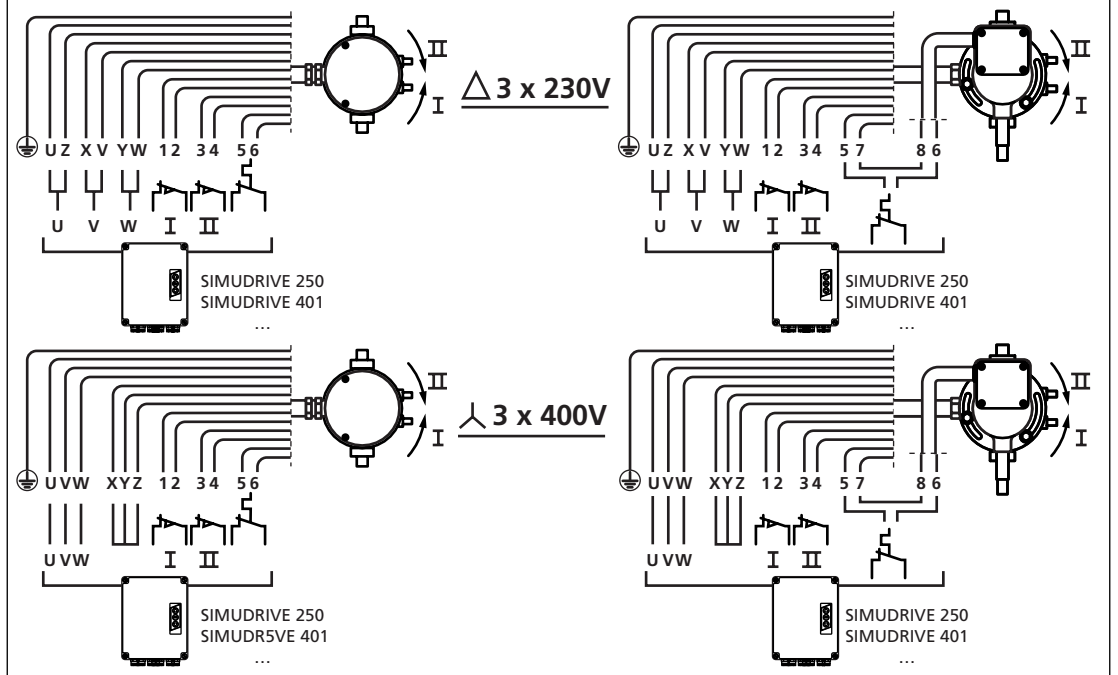 II
I
U Z X V Y W 1 2 3 4 5 6
U V W I II
SIMUDRIVE 250
SIMUDRIVE 401
...
△ 3 x 230V
II
I
U Z X V Y W 1 2 3 4 5 7 8 6
U V W I II
SIMUDRIVE 250
SIMUDRIVE 401
...
II
I
U V W X Y Z 1 2 3 4 5 6
U V W I II
SIMUDRIVE 250
SIMUDR5VE 401
...
3 x 400V
II
I
U V W X Y Z 1 2 3 4 5 7 8 6
U V W I II
SIMUDRIVE 250
SIMUDRIVE 401
...